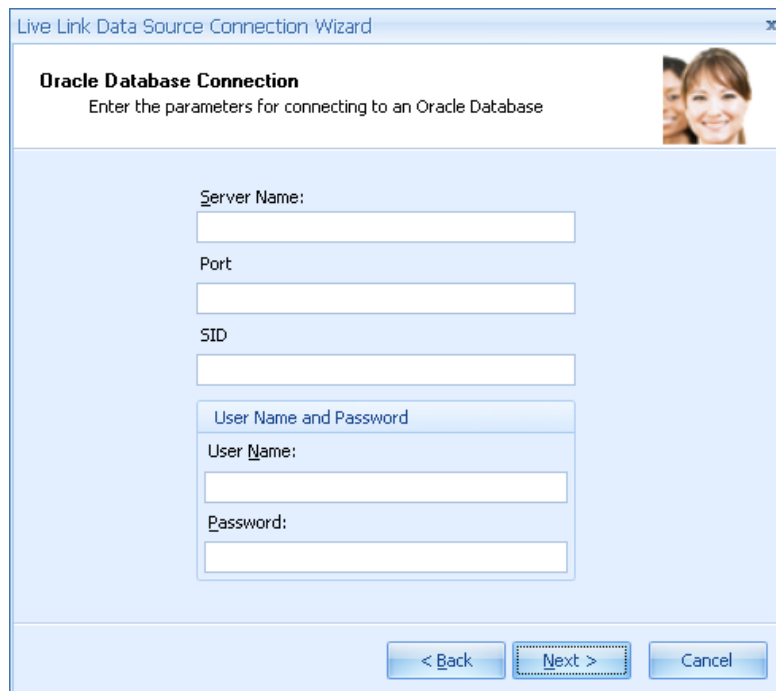 Live Link Data Source Connection Wizard
x
Oracle Database Connection
Enter the parameters for connecting to an Oracle Database
Server Name:
Port
SID
User Name and Password
User Name:
Password:
< Back
Next >
Cancel